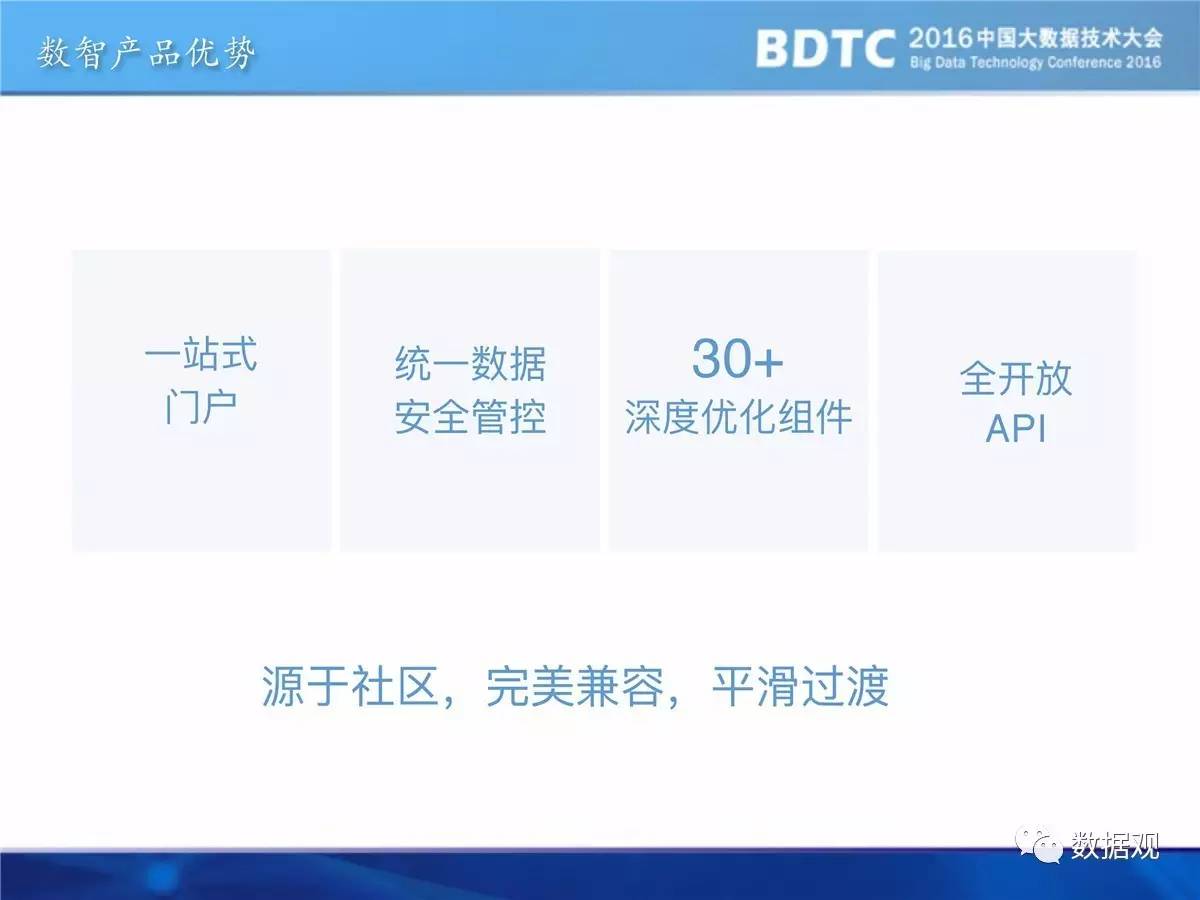 数智产品优势
BDTC
2016中国大数据技术大会
Big Data Technology Conference 2016
一站式
门户
统一数据
安全管控
30+
深度优化组件
全开放
API
源于社区，完美兼容，平滑过渡
数据观